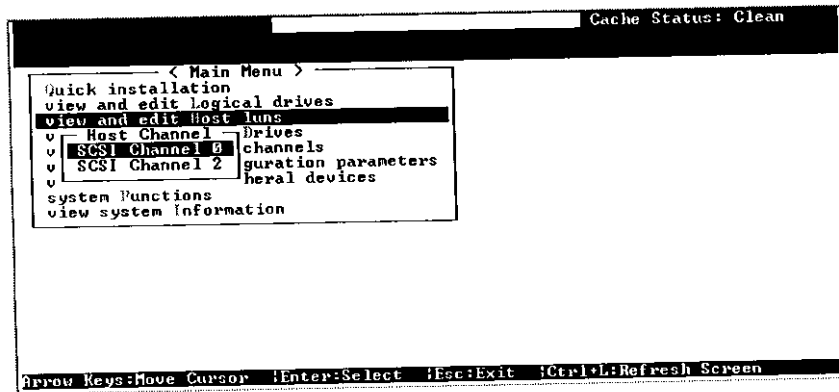 Cache Status: Clean
< Main Menu >
Quick installation
view and edit Logical drives
view and edit Host luns
v Host Channel Drives
v SCSI Channel 0 channels
v SCSI Channel 2 guration parameters
v heral devices
system Functions
view system Information
Arrow Keys:Move Cursor |Enter:Select |Esc:Exit |Ctrl+L:Refresh Screen